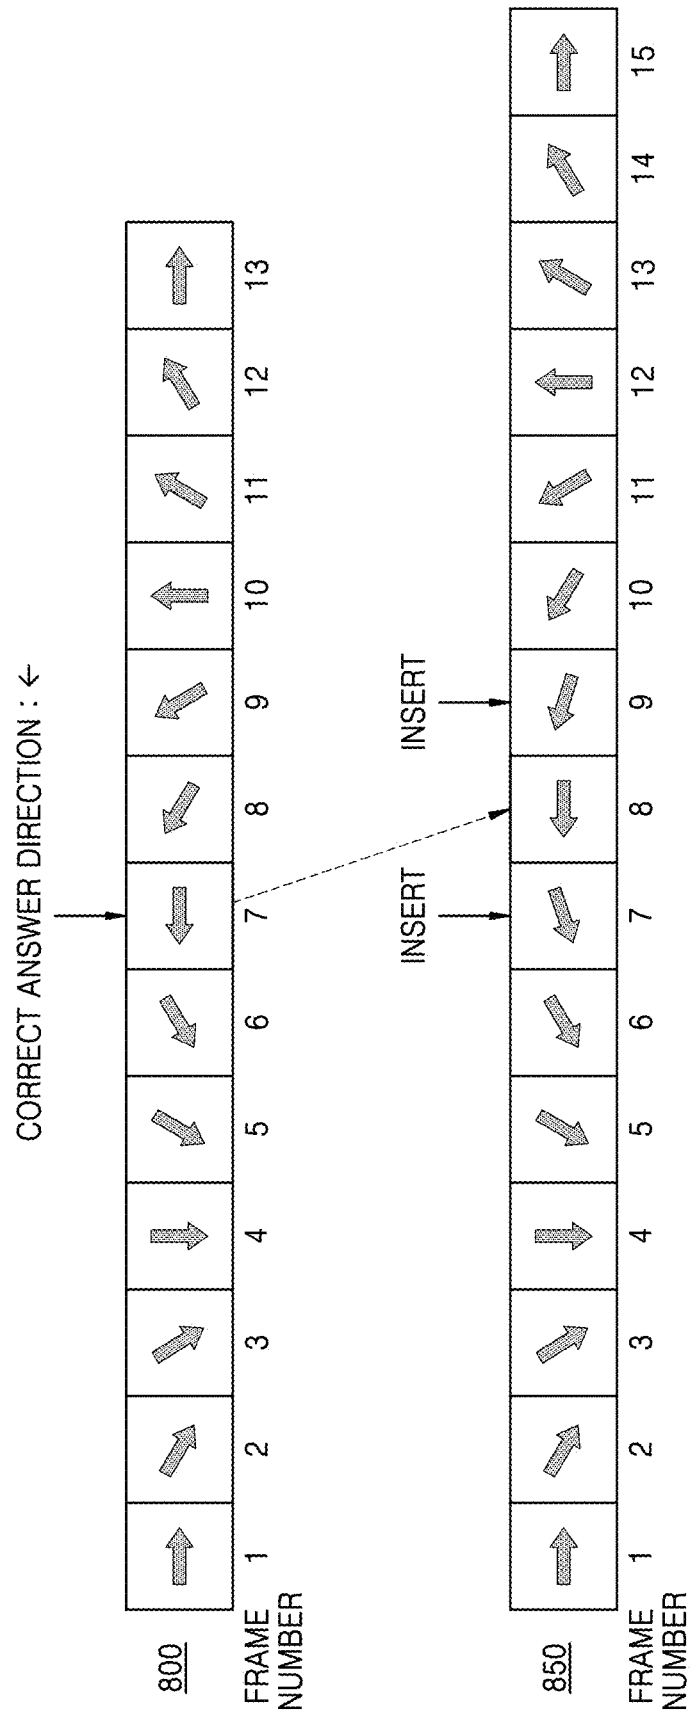 CORRECT ANSWER DIRECTION : ←
800
FRAME
NUMBER
1 2 3 4 5 6 7 8 9 10 11 12 13
INSERT INSERT
850
FRAME
NUMBER
1 2 3 4 5 6 7 8 9 10 11 12 13 14 15